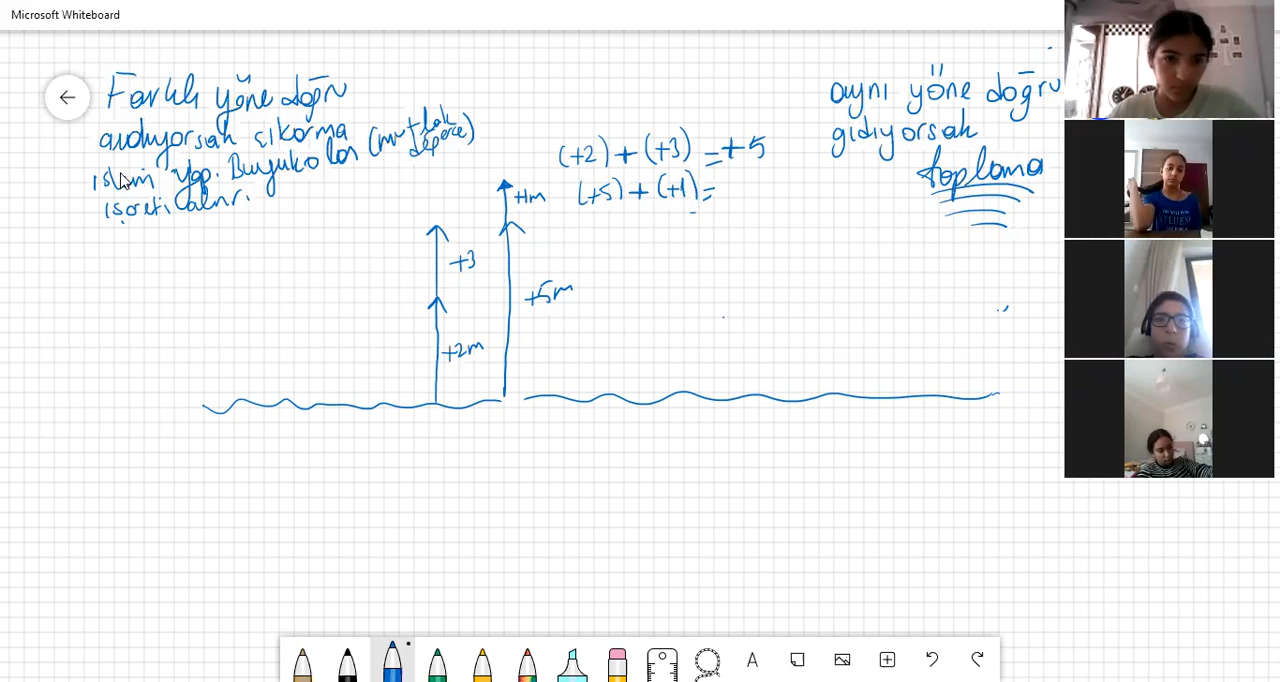 Microsoft Whiteboard
Farklı yöne doğru
gidiyorsak çıkarma
işlemi yap. Buyuk olan (mutlak değerce)
işareti alınır.
aynı yöne doğru
gidiyorsak
toplama
(+2) + (+3) = +5
(+5) + (+1) =
+1m
+3
+5m
+2m